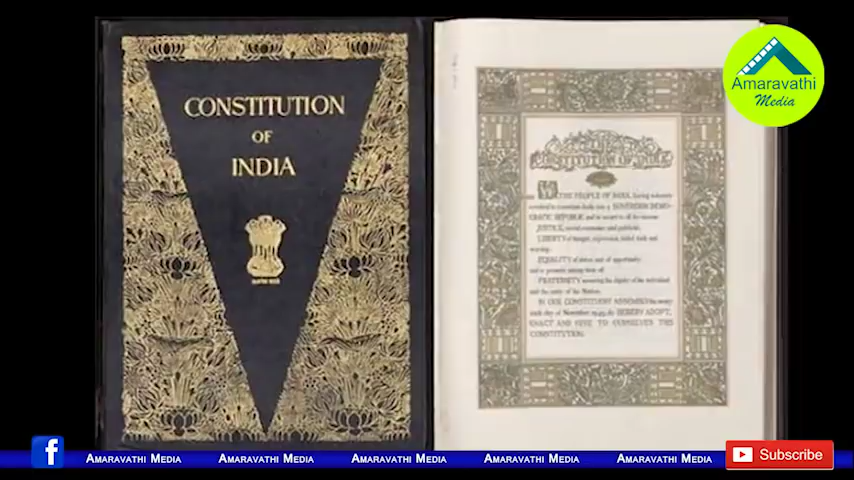 CONSTITUTION
OF
INDIA
Amaravathi
Media
CONSTITUTION OF INDIA
WE, THE PEOPLE OF INDIA, having solemnly
resolved to constitute India into a SOVEREIGN DEMO-
CRATIC REPUBLIC and to secure to all its citizens:
JUSTICE, social, economic and political;
LIBERTY of thought, expression, belief, faith and
worship;
EQUALITY of status and of opportunity;
and to promote among them all
FRATERNITY assuring the dignity of the individual
and the unity of the Nation;
IN OUR CONSTITUENT ASSEMBLY this twenty-
sixth day of November 1949, do HEREBY ADOPT,
ENACT AND GIVE TO OURSELVES THIS
CONSTITUTION.
f AMARAVATHI MEDIA AMARAVATHI MEDIA AMARAVATHI MEDIA AMARAVATHI MEDIA AMARAVATHI MEDIA Subscribe